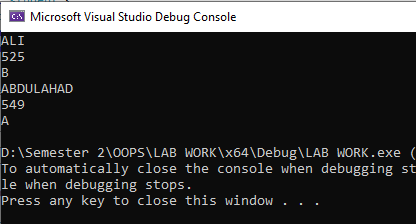 Microsoft Visual Studio Debug Console
ALI
525
B
ABDULAHAD
549
A
D:\Semester 2\OOPS\LAB WORK\x64\Debug\LAB WORK.exe (
To automatically close the console when debugging st
le when debugging stops.
Press any key to close this window . . .